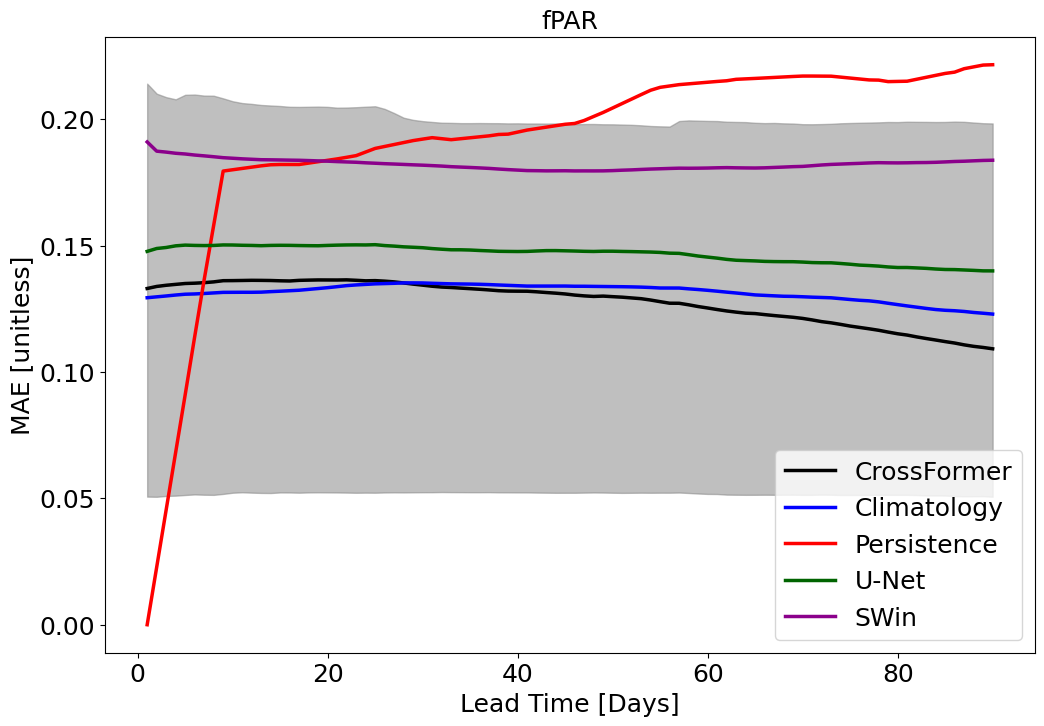 fPAR
MAE [unitless]
0.20
0.15
0.10
0.05
0.00
0
20
40
60
80
Lead Time [Days]
CrossFormer
Climatology
Persistence
U-Net
SWin